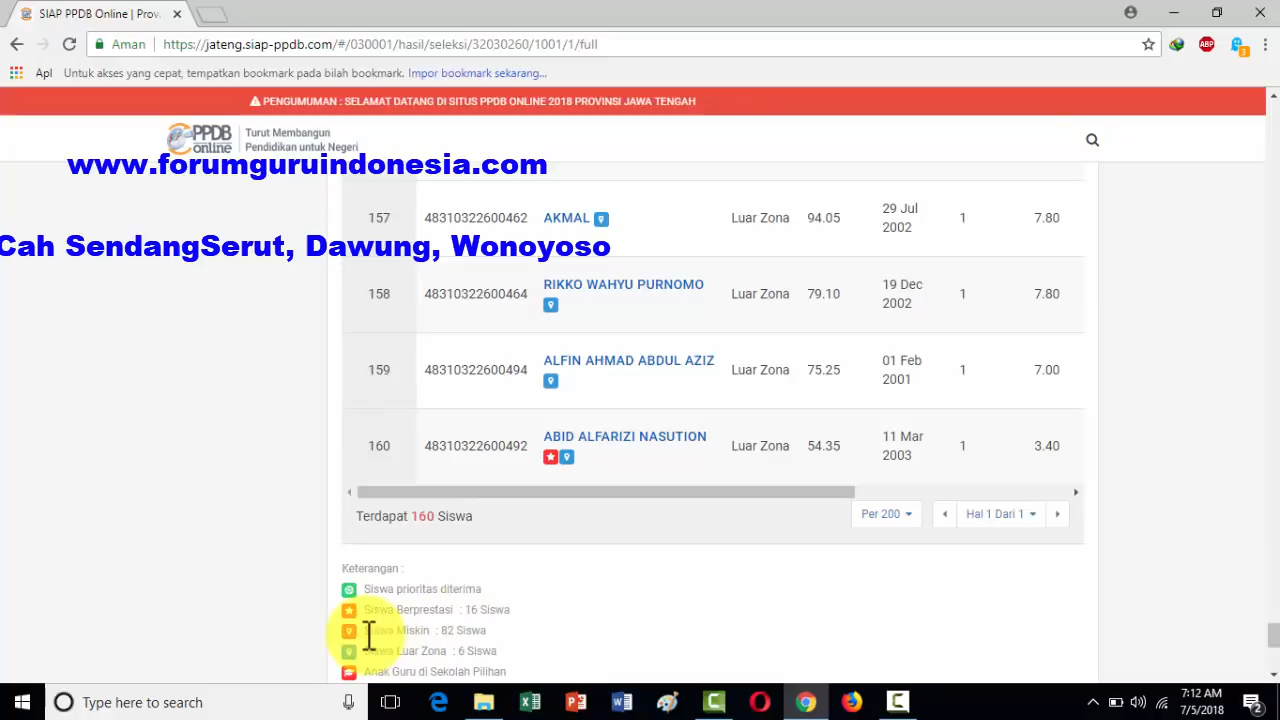 SIAP PPDB Online | Prov.
Aman https://jateng.siap-ppdb.com/#/030001/hasil/seleksi/32030260/1001/1/full
ABP
3
Apl Untuk akses yang cepat, tempatkan bookmark pada bilah bookmark. Impor bookmark sekarang...
PENGUMUMAN : SELAMAT DATANG DI SITUS PPDB ONLINE 2018 PROVINSI JAWA TENGAH
PPDB online
Turut Membangun
Pendidikan untuk Negeri
www.forumguruindonesia.com
157 48310322600462 AKMAL Luar Zona 94.05 29 Jul 2002 1 7.80
Cah SendangSerut, Dawung, Wonoyoso
158 48310322600464 RIKKO WAHYU PURNOMO Luar Zona 79.10 19 Dec 2002 1 7.80
159 48310322600494 ALFIN AHMAD ABDUL AZIZ Luar Zona 75.25 01 Feb 2001 1 7.00
160 48310322600492 ABID ALFARIZI NASUTION Luar Zona 54.35 11 Mar 2003 1 3.40
Terdapat 160 Siswa
Per 200
Hal 1 Dari 1
Keterangan :
Siswa prioritas diterima
Siswa Berprestasi : 16 Siswa
Siswa Miskin : 82 Siswa
Siswa Luar Zona : 6 Siswa
Anak Guru di Sekolah Pilihan
Type here to search
7:12 AM
7/5/2018
2